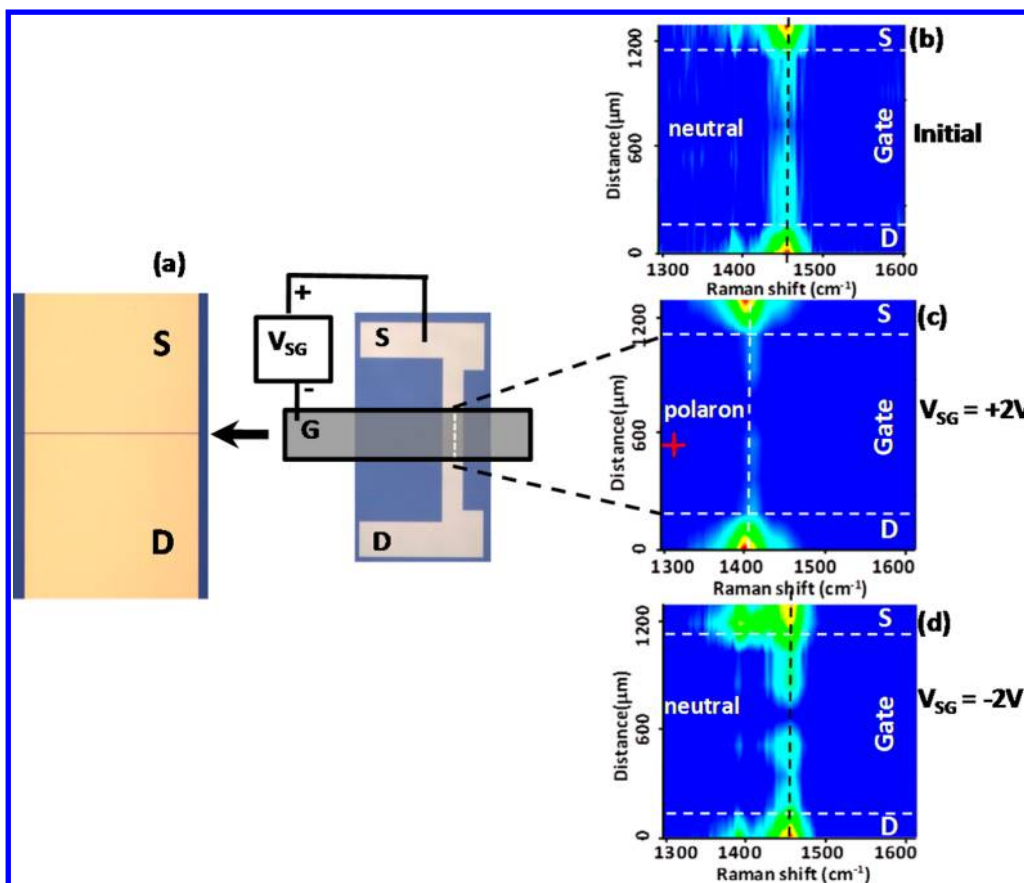 (a)
S
D
+
V_SG
-
S
G
D
S (b)
1200
neutral
Gate
Initial
600
Distance(µm)
D
0
1300 1400 1500 1600
Raman shift (cm⁻¹)
S (c)
1200
polaron
Gate
V_SG = +2V
600
Distance(µm)
D
0
1300 1400 1500 1600
Raman shift (cm⁻¹)
S (d)
1200
neutral
Gate
V_SG = -2V
600
Distance(µm)
D
0
1300 1400 1500 1600
Raman shift (cm⁻¹)